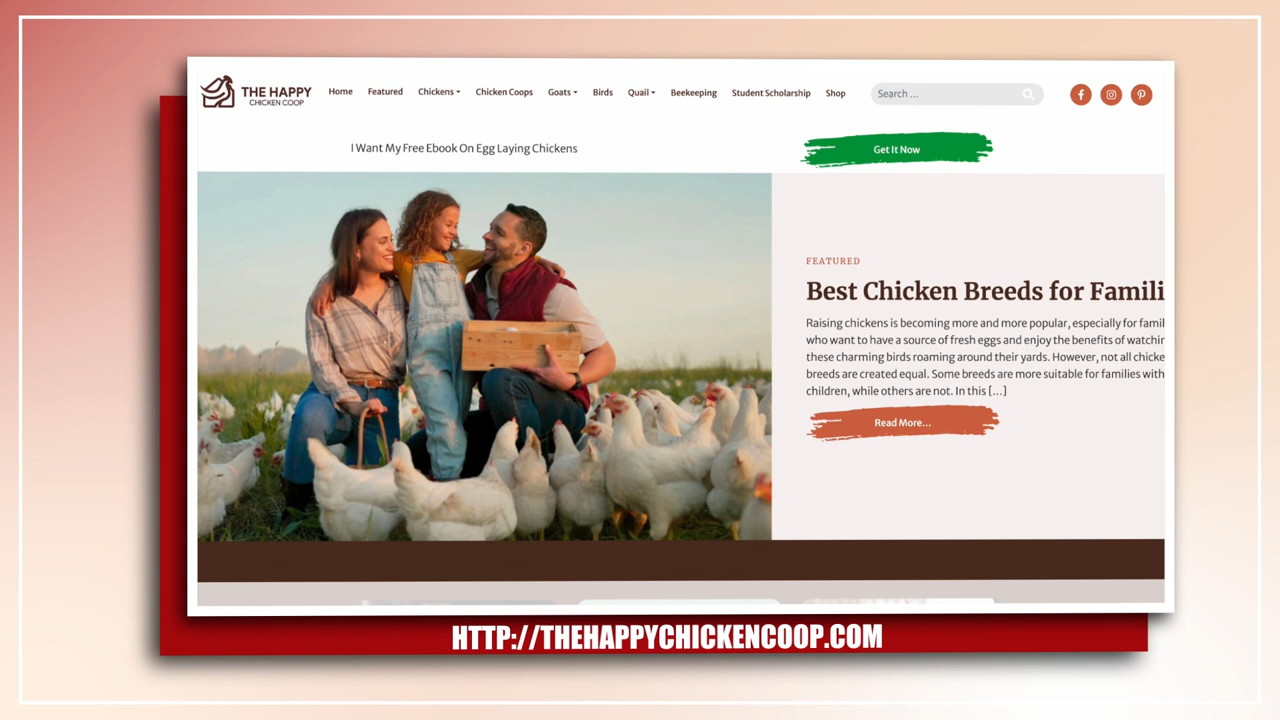 THE HAPPY
CHICKEN COOP
Home
Featured
Chickens
Chicken Coops
Goats
Birds
Quail
Beekeeping
Student Scholarship
Shop
Search ...
I Want My Free Ebook On Egg Laying Chickens
Get It Now
FEATURED
Best Chicken Breeds for Famili
Raising chickens is becoming more and more popular, especially for famil
who want to have a source of fresh eggs and enjoy the benefits of watchin
these charming birds roaming around their yards. However, not all chicke
breeds are created equal. Some breeds are more suitable for families with
children, while others are not. In this [...]
Read More...
HTTP://THEHAPPYCHICKENCOOP.COM